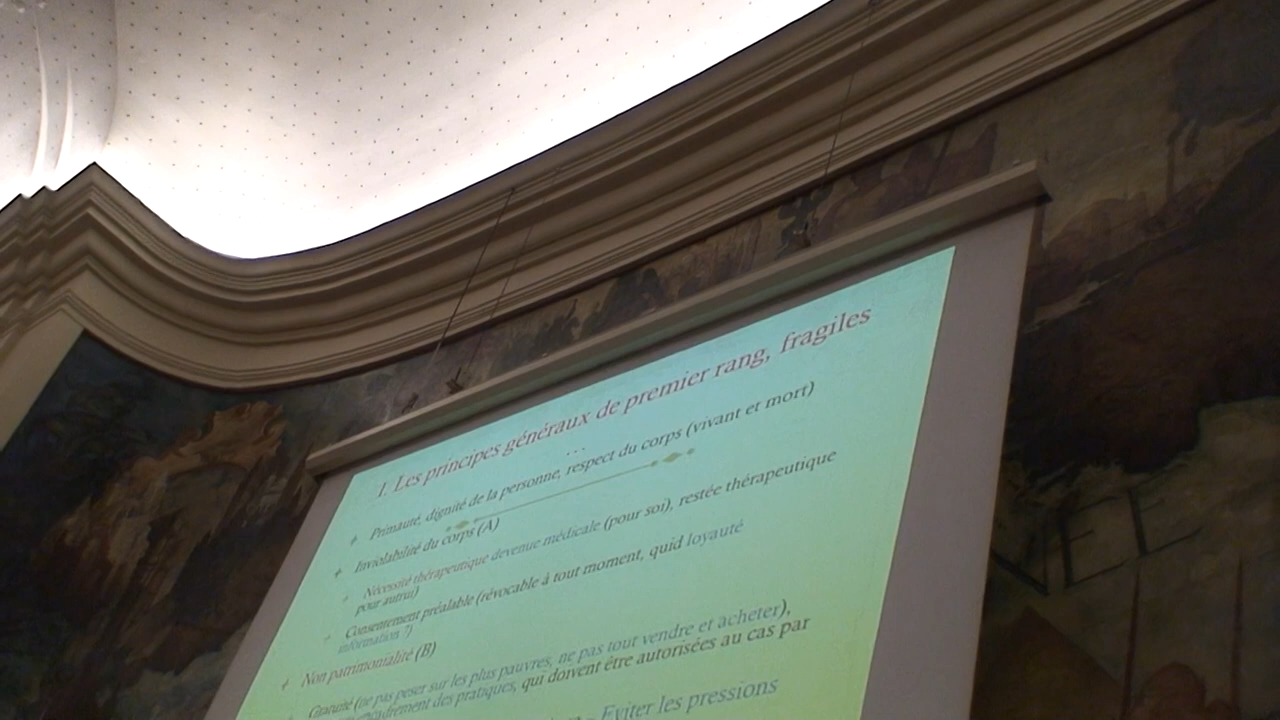 I. Les principes généraux de premier rang, fragiles
...
Primauté, dignité de la personne, respect du corps (vivant et mort)
Inviolabilité du corps (A)
Nécessité thérapeutique devenue médicale (pour soi), restée thérapeutique
pour autrui)
Consentement préalable (révocable à tout moment, quid loyauté
information ?)
Non patrimonialité (B)
Gratuité (ne pas peser sur les plus pauvres, ne pas tout vendre et acheter),
encadrement des pratiques, qui doivent être autorisées au cas par
– Eviter les pressions